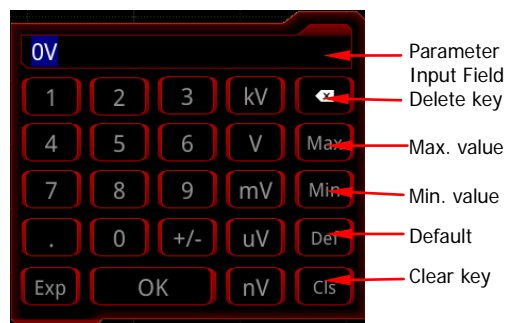 0V
Parameter
Input Field
1 2 3 kV
Delete key
4 5 6 V Max
Max. value
7 8 9 mV Min
Min. value
. 0 +/- uV Def
Default
Exp OK nV Cls
Clear key